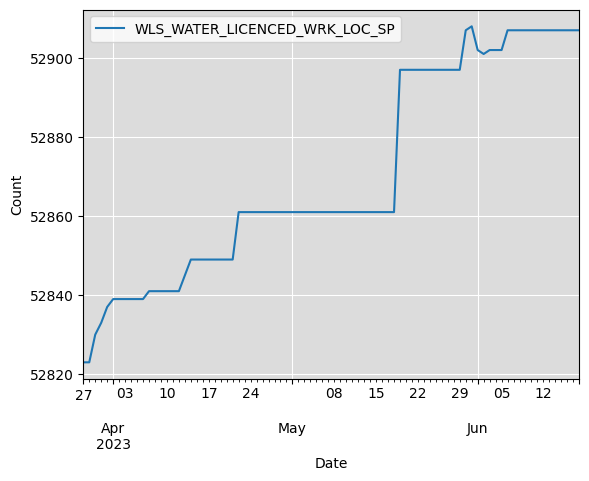 WLS_WATER_LICENCED_WRK_LOC_SP
52900
52880
52860
52840
52820
Count
27 03 10 17 24 08 15 22 29 05 12
Apr May Jun
2023
Date